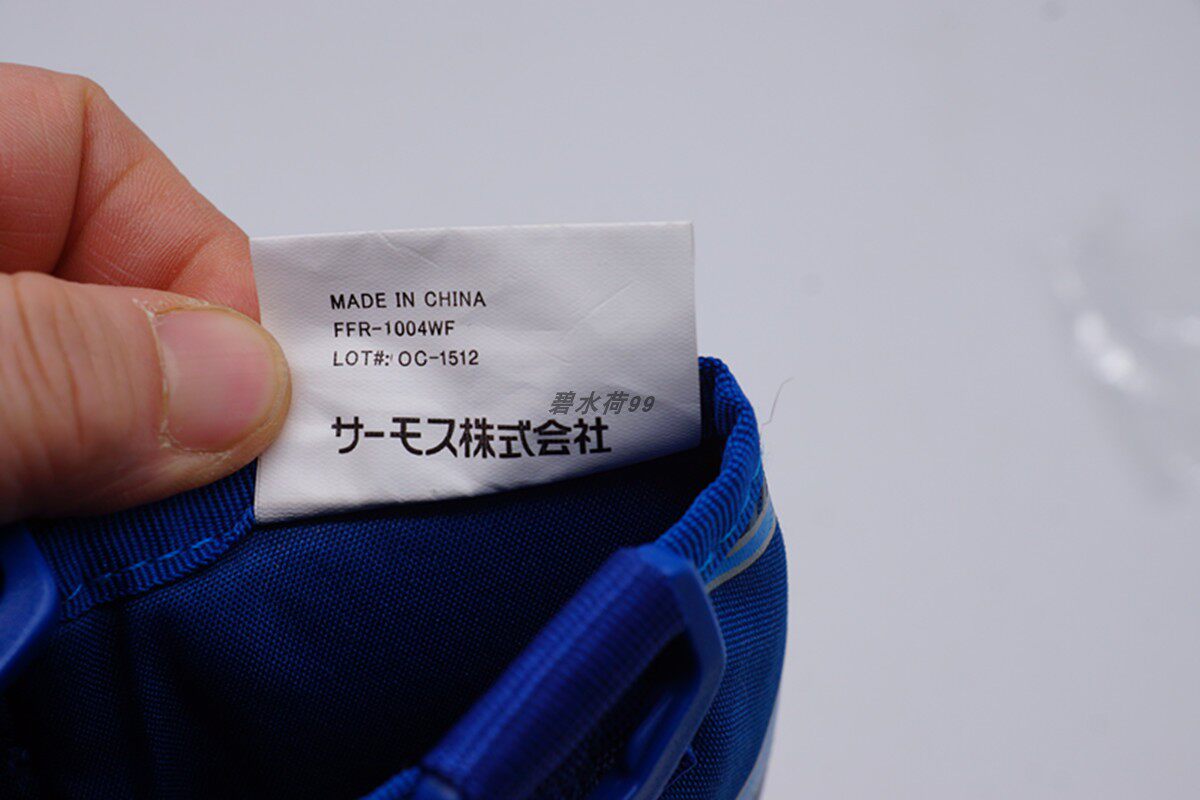 MADE IN CHINA
FFR-1004WF
LOT#: OC-1512
碧水荷99
サーモス株式会社